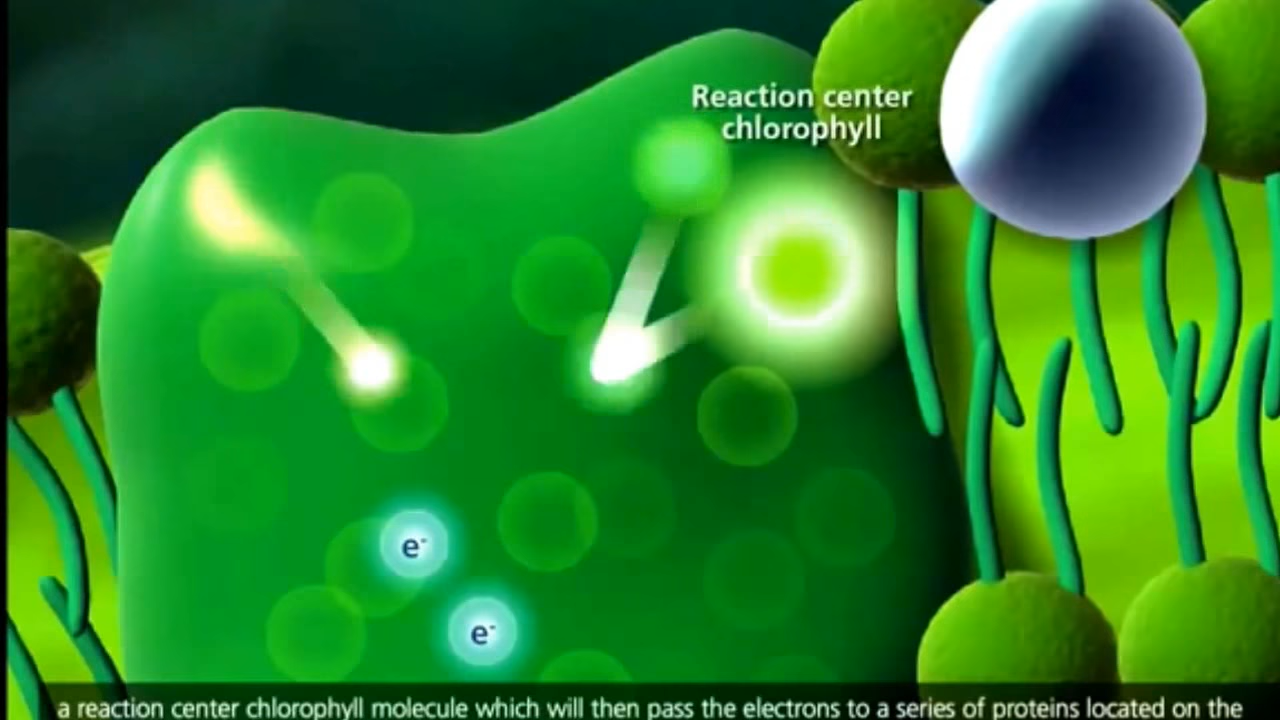 Reaction center
chlorophyll
e-
e-
a reaction center chlorophyll molecule which will then pass the electrons to a series of proteins located on the